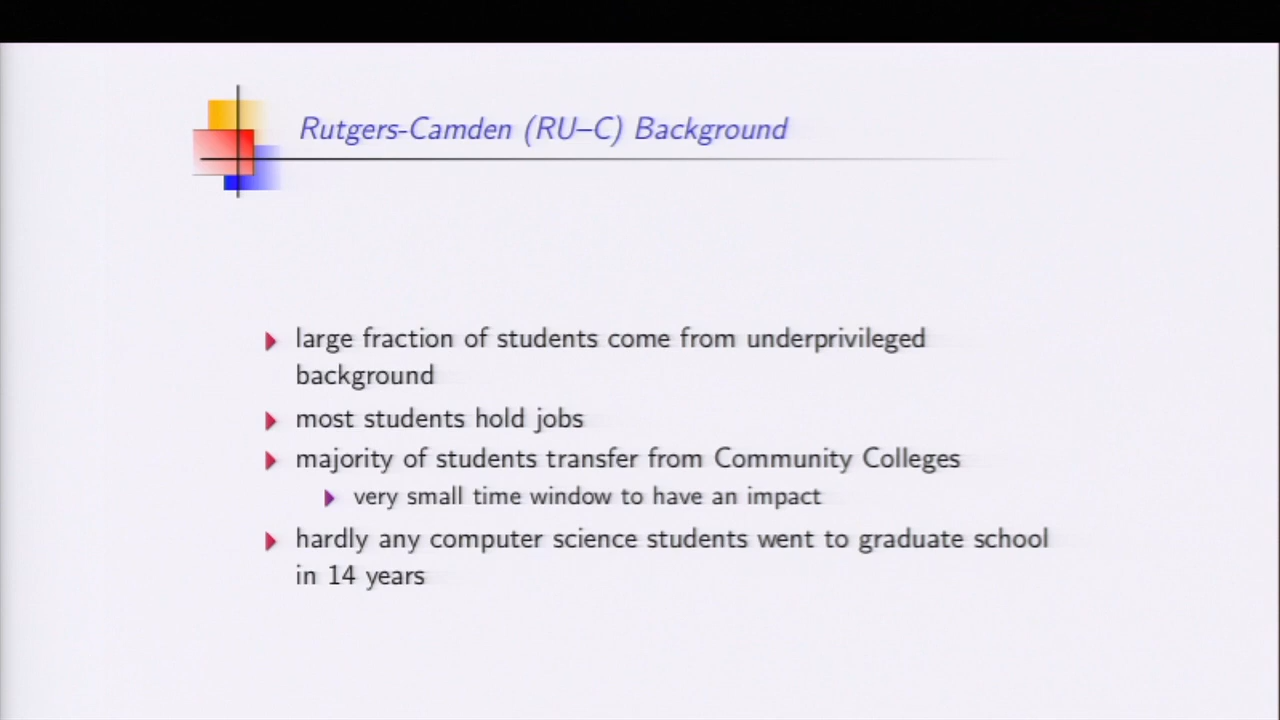 Rutgers-Camden (RU–C) Background
large fraction of students come from underprivileged
background
most students hold jobs
majority of students transfer from Community Colleges
very small time window to have an impact
hardly any computer science students went to graduate school
in 14 years